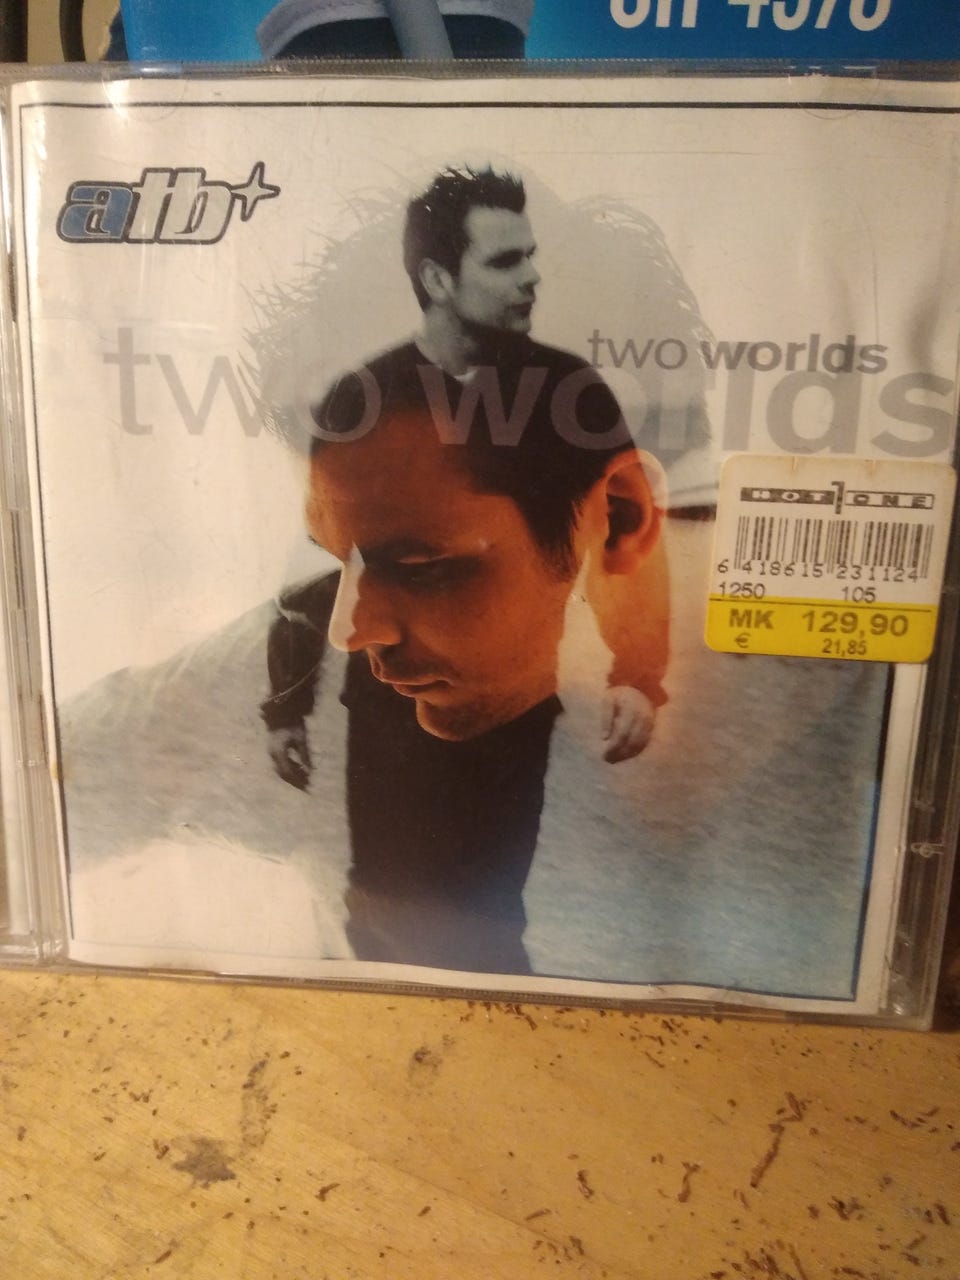 atb
two worlds
two worlds
HOT ONE
6 418615 231124
1250 105
MK 129,90
€ 21,85